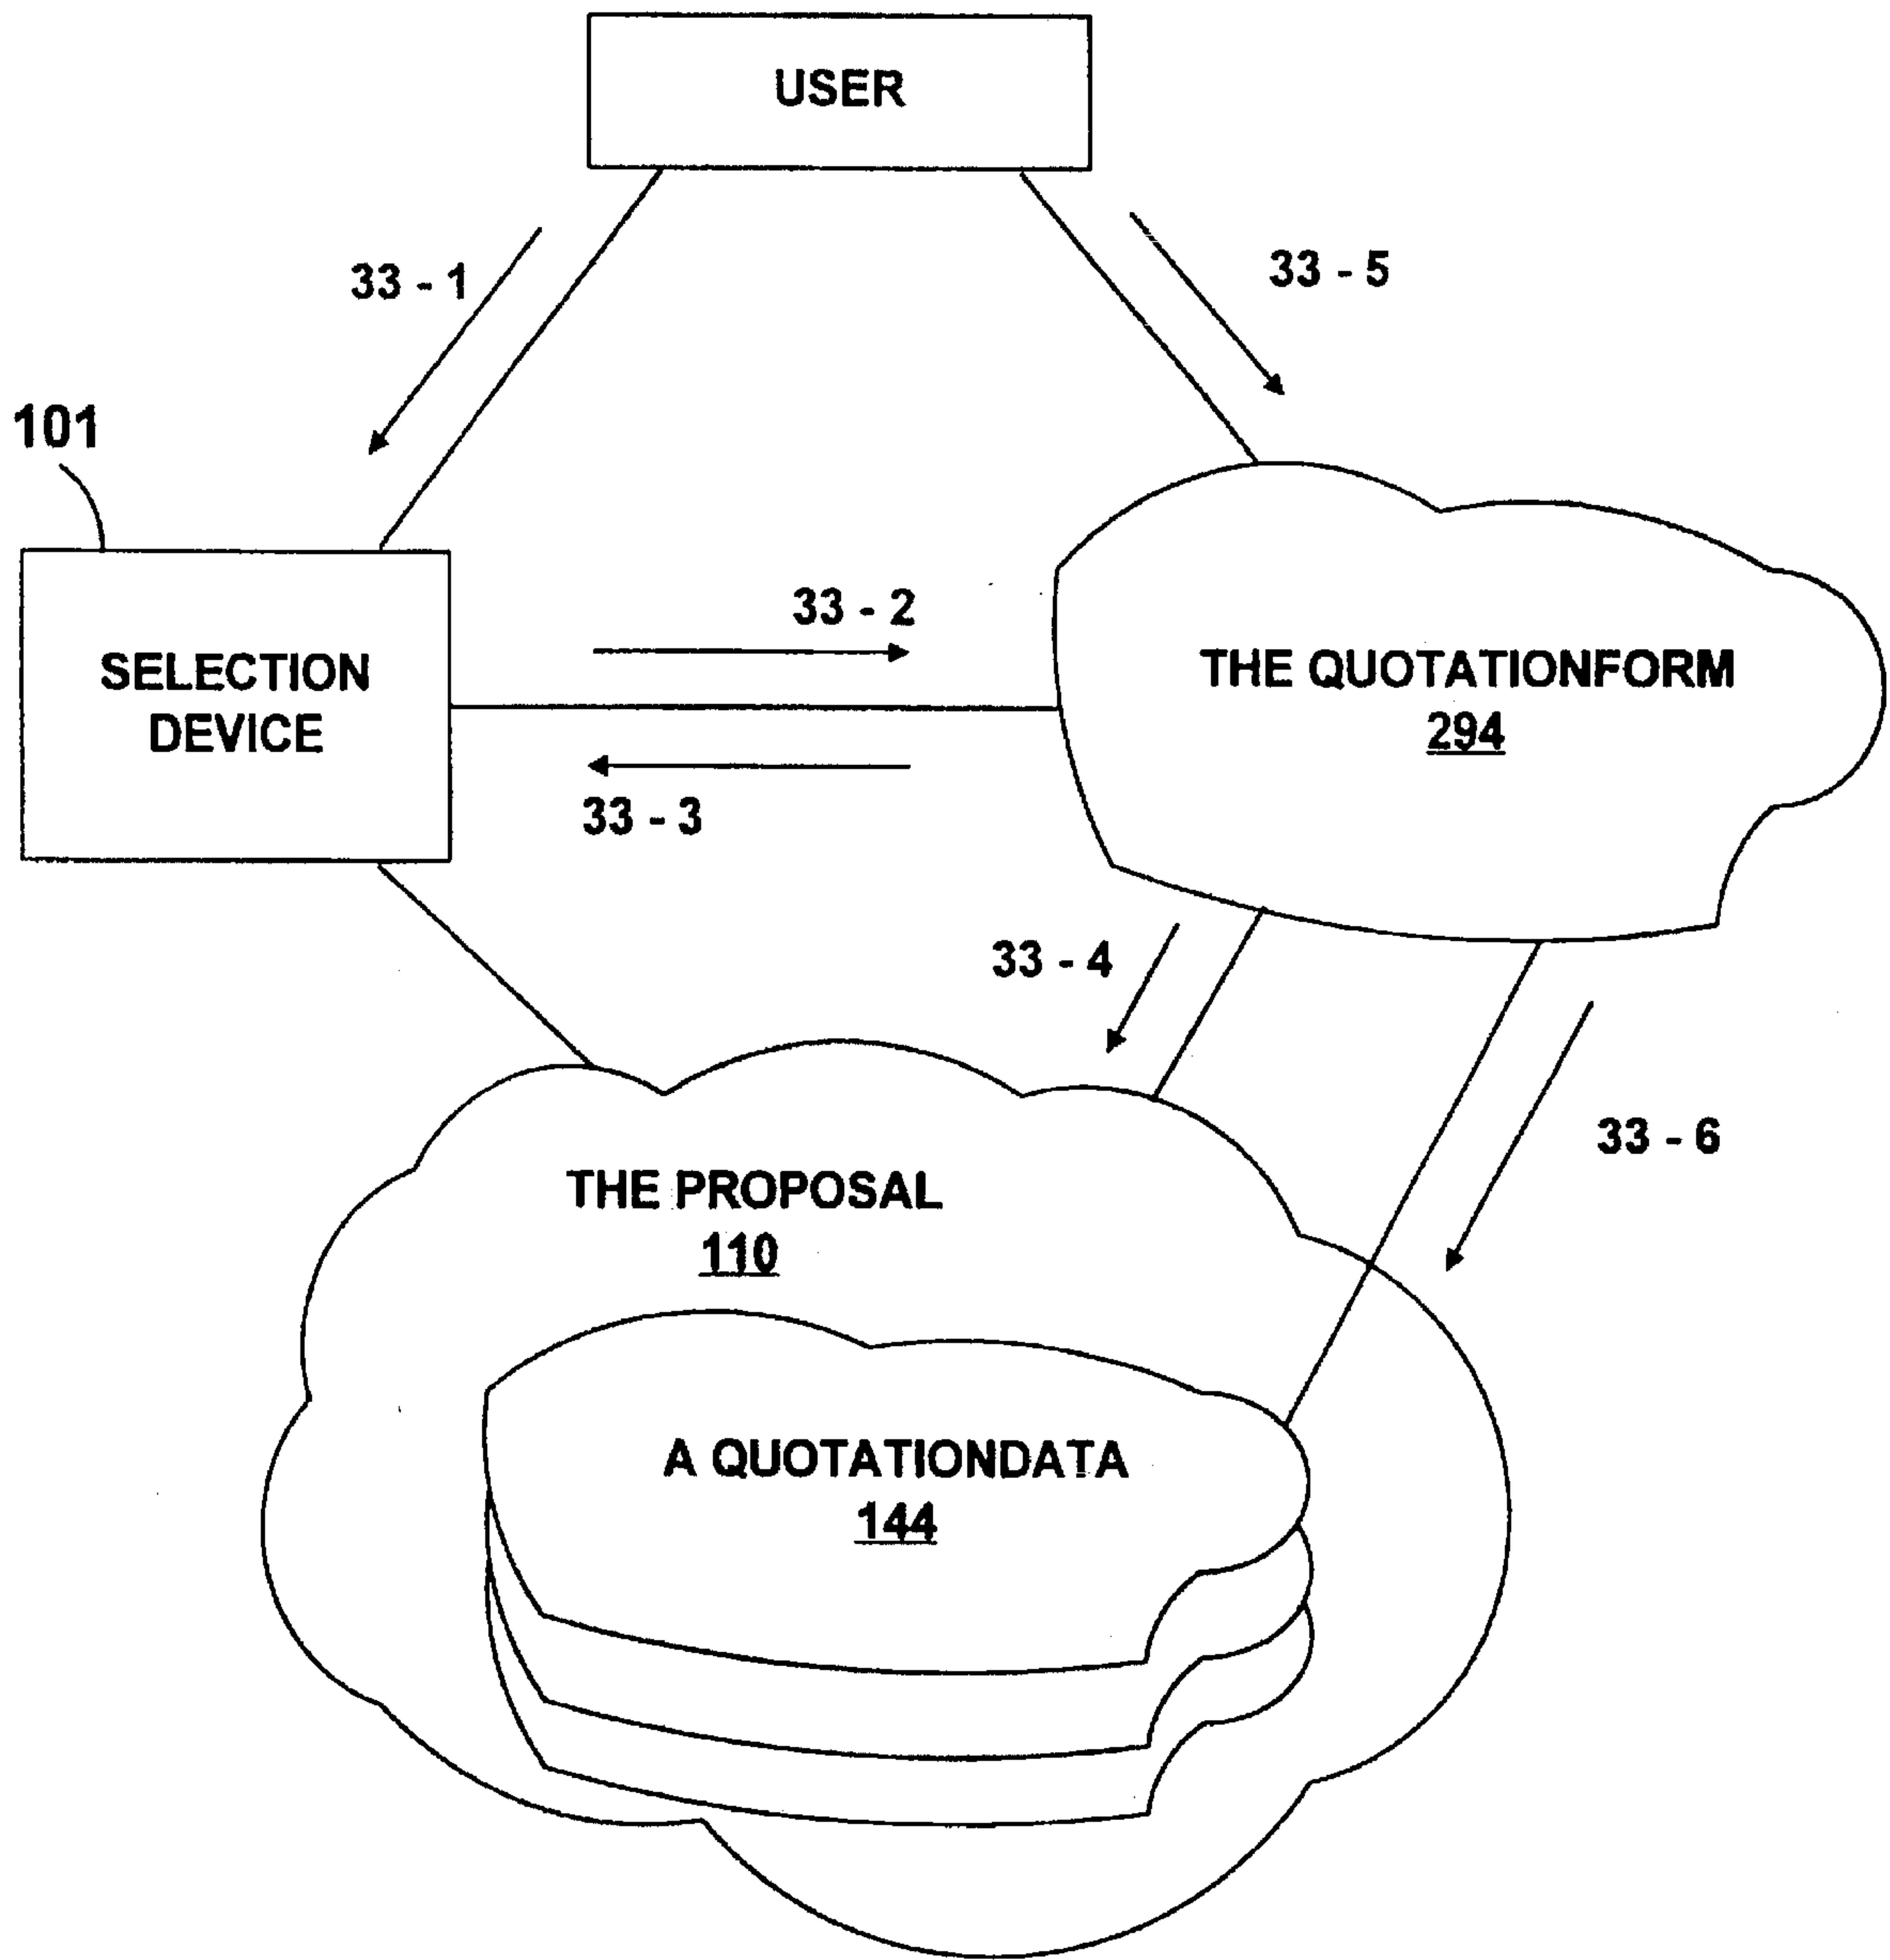 USER
33 - 1
33 - 5
101
33 - 2
SELECTION
DEVICE
THE QUOTATIONFORM
294
33 - 3
33 - 4
33 - 6
THE PROPOSAL
110
A QUOTATIONDATA
144